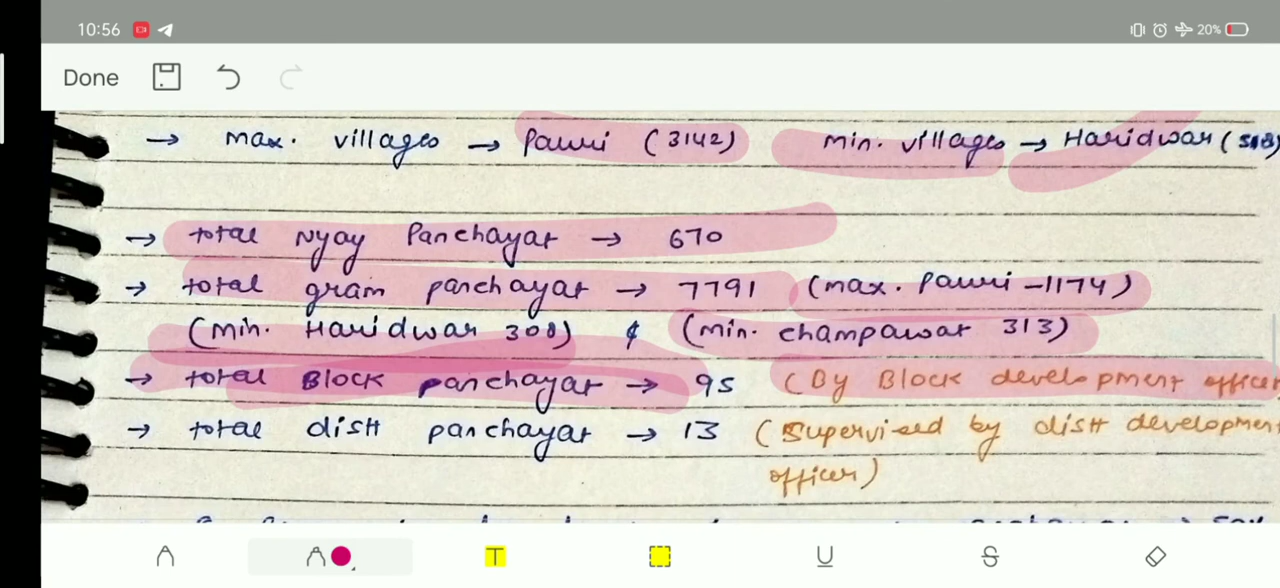 10:56
20%
Done
→ max. villages → Pauri (3142) min. villages → Haridwar (518)
→ total Nyay Panchayat → 670
→ total gram panchayat → 7791 (max. Pauri -1174)
(min. Haridwar 308) & (min. champawat 313)
→ total Block panchayat → 95 (By Block development officer
→ total distt panchayat → 13 (Supervised by distt development
officer)
T U S